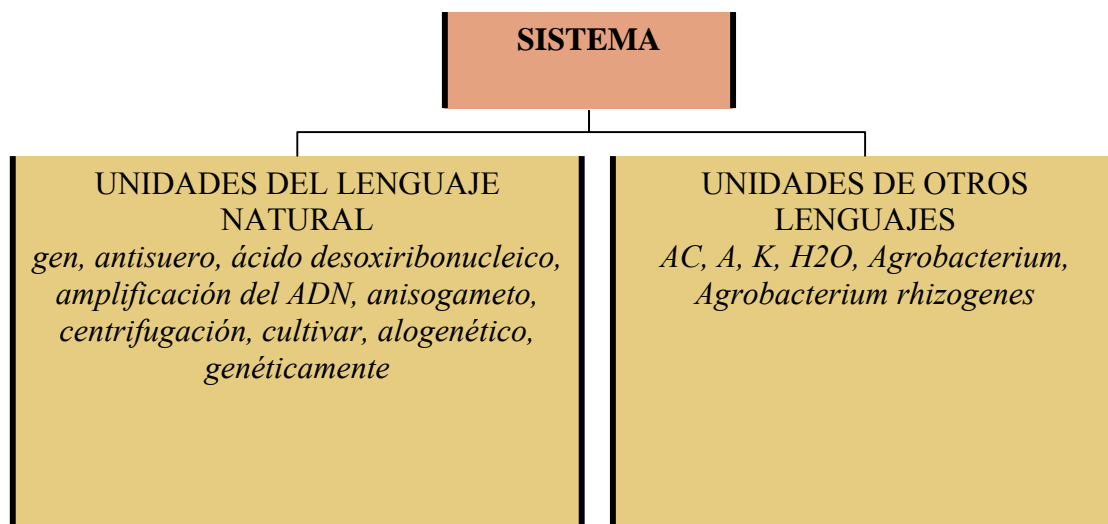 SISTEMA
UNIDADES DEL LENGUAJE
NATURAL
gen, antisuero, ácido desoxiribonucleico,
amplificación del ADN, anisogameto,
centrifugación, cultivar, alogenético,
genéticamente
UNIDADES DE OTROS
LENGUAJES
AC, A, K, H2O, Agrobacterium,
Agrobacterium rhizogenes